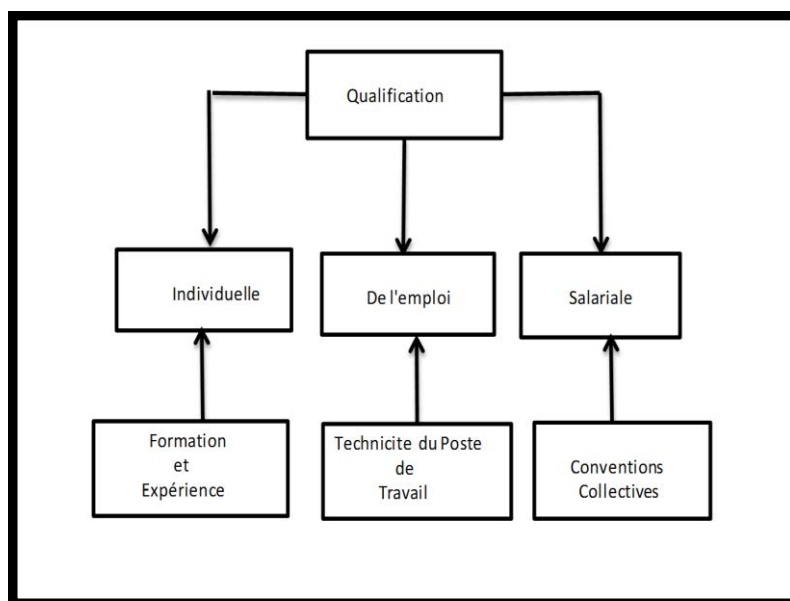 Qualification
Individuelle
De l'emploi
Salariale
Formation
et
Expérience
Technicite du Poste
de
Travail
Conventions
Collectives